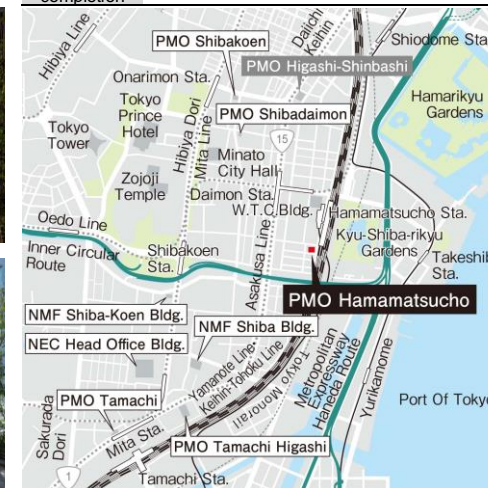 completion
Hibiya Line
PMO Shibakoen
Daiichi
Keihin
Shiodome Sta
PMO Higashi-Shinbashi
Onarimon Sta.
Hamarikyu
Gardens
Tokyo
Prince
Hotel
Hibiya Dori
Mita Line
PMO Shibadaimon
Tokyo
Tower
15
Minato
City Hall
Zojoji
Temple
Daimon Sta.
W.T.C.Bldg.
Hamamatsucho Sta.
Oedo Line
Kyu-Shiba-rikyu
Gardens
Inner Circular
Route
Shibakoen
Sta.
Asakusa Line
Takeshib
Sta.
PMO Hamamatsucho
NMF Shiba-Koen Bldg.
NMF Shiba Bldg.
NEC Head Office Bldg.
Yamanote Line·
Keihin-Tohoku Line
Tokyo Monorail
Metropolitan
Expressway
Haneda Route
Yurikamome
PMO Tamachi
Port Of Tokyo
Sakurada
Dori
Mita Sta.
PMO Tamachi Higashi
1
Tamachi Sta.